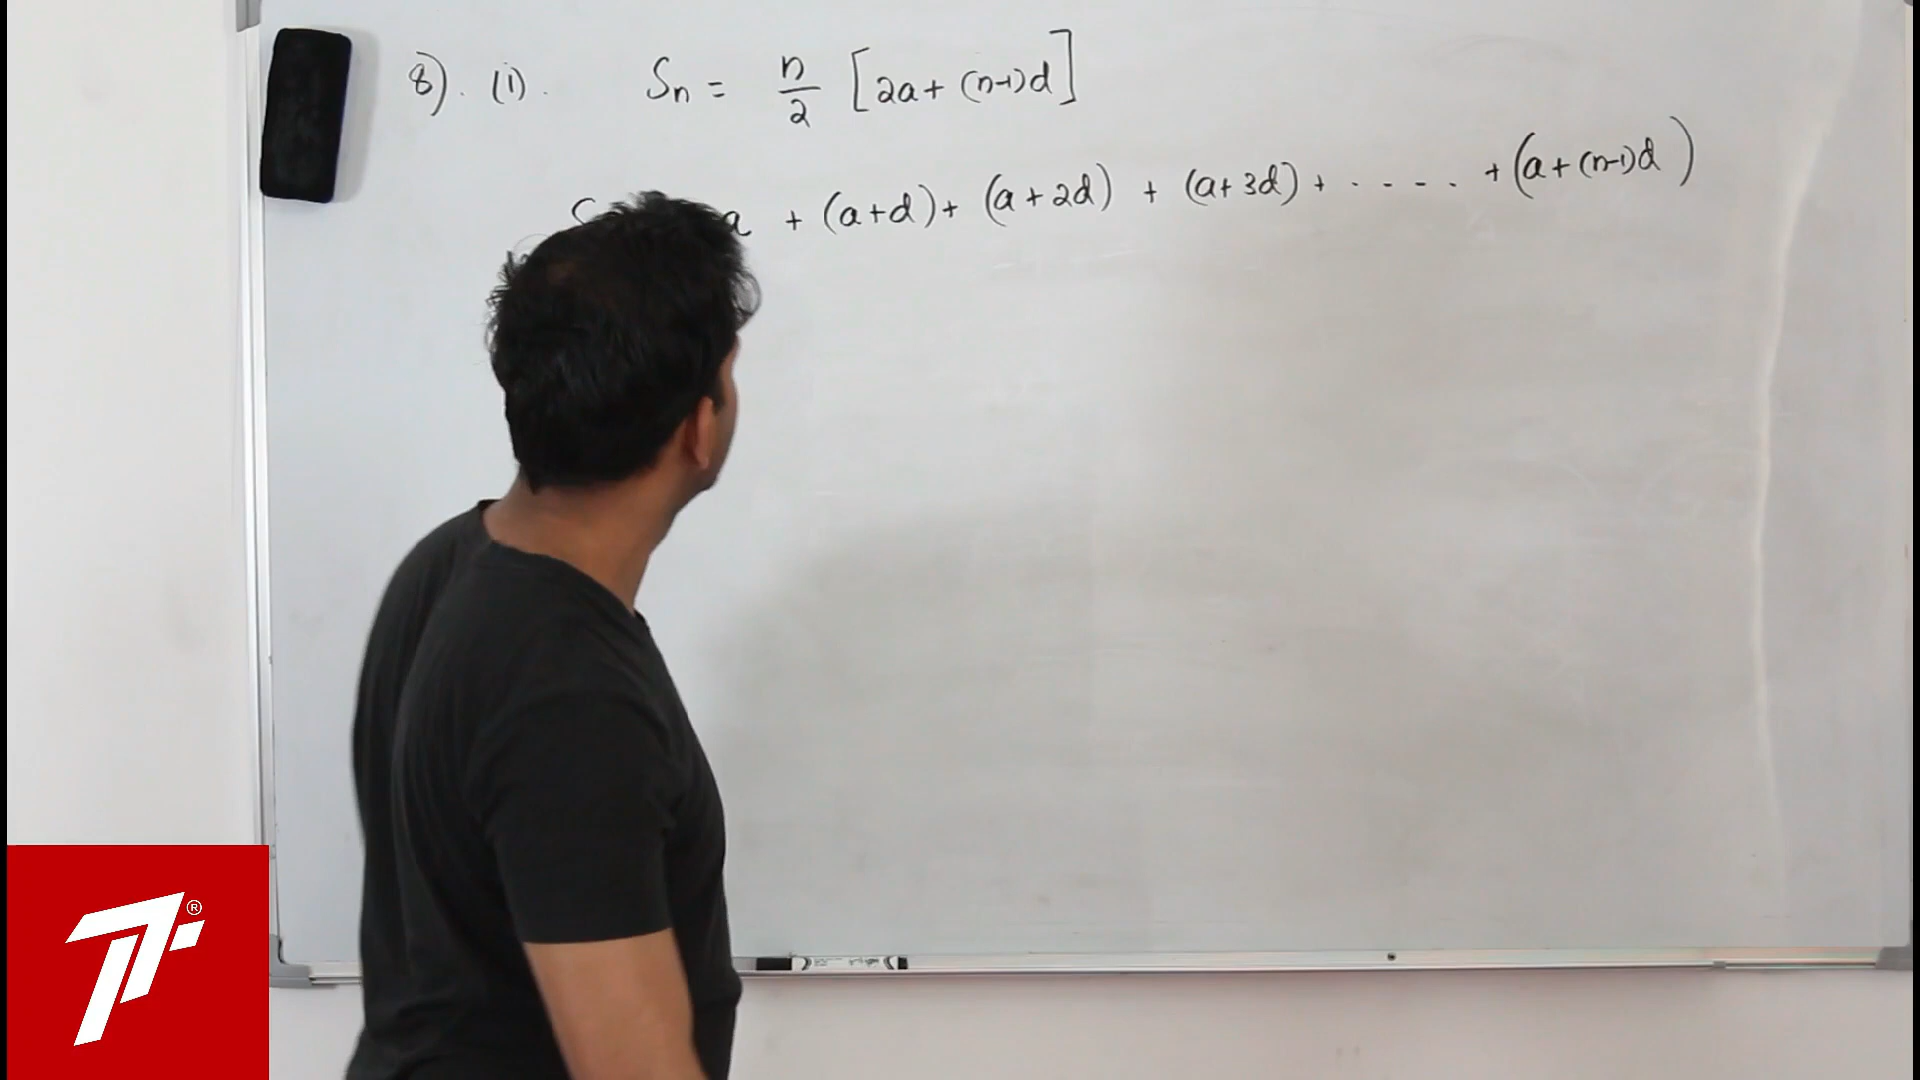 8). (i). Sn = n/2 [2a + (n-1)d]
S a + (a+d) + (a+2d) + (a+3d) + ..... + (a+(n-1)d)
®